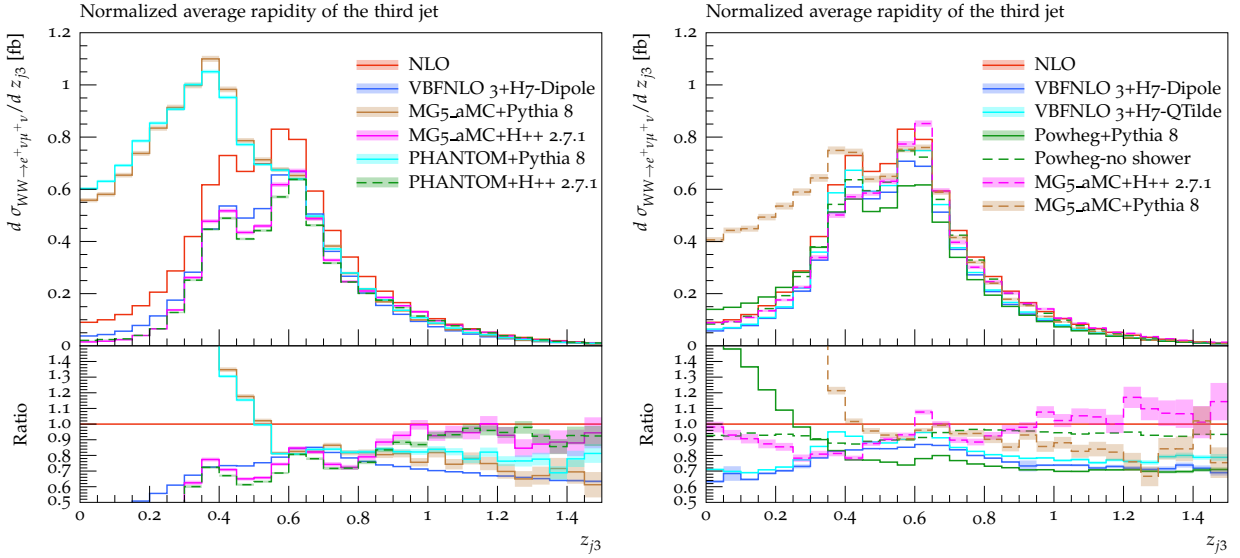 Normalized average rapidity of the third jet
d σ_{WW→e⁺νμ⁺ν}/d z_{j3} [fb]
1.2
1
0.8
0.6
0.4
0.2
0
NLO
VBFNLO 3+H7-Dipole
MG5_aMC+Pythia 8
MG5_aMC+H++ 2.7.1
PHANTOM+Pythia 8
PHANTOM+H++ 2.7.1
Ratio
1.4
1.3
1.2
1.1
1.0
0.9
0.8
0.7
0.6
0.5
0 0.2 0.4 0.6 0.8 1 1.2 1.4
z_{j3}
Normalized average rapidity of the third jet
d σ_{WW→e⁺νμ⁺ν}/d z_{j3} [fb]
1.2
1
0.8
0.6
0.4
0.2
0
NLO
VBFNLO 3+H7-Dipole
VBFNLO 3+H7-QTilde
Powheg+Pythia 8
Powheg-no shower
MG5_aMC+H++ 2.7.1
MG5_aMC+Pythia 8
Ratio
1.4
1.3
1.2
1.1
1.0
0.9
0.8
0.7
0.6
0.5
0 0.2 0.4 0.6 0.8 1 1.2 1.4
z_{j3}